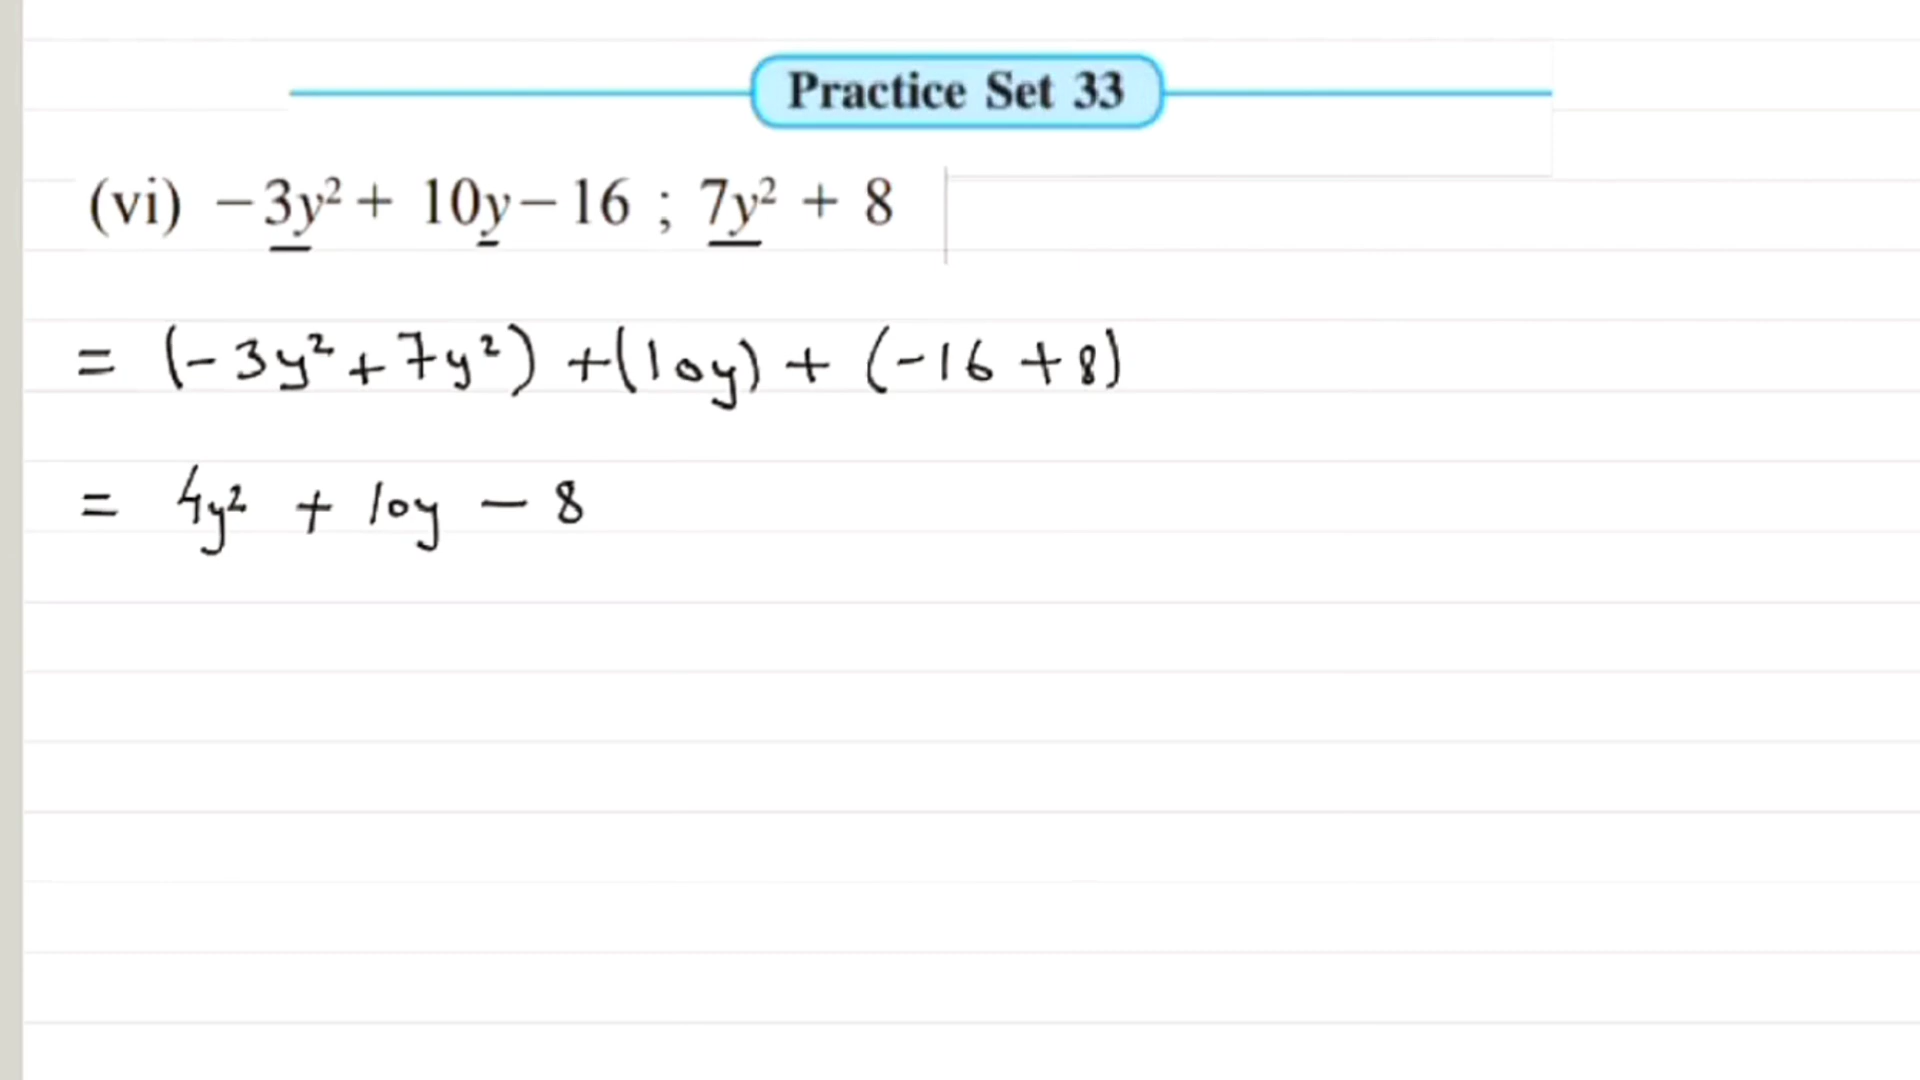 Practice Set 33
(vi) −3y² + 10y−16 ; 7y² + 8
= (-3y² + 7y²) + (10y) + (-16 + 8)
= 4y² + 10y - 8